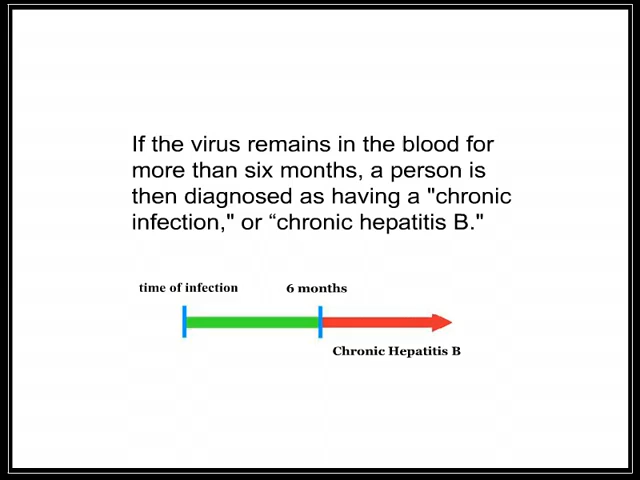 If the virus remains in the blood for
more than six months, a person is
then diagnosed as having a "chronic
infection," or “chronic hepatitis B."
time of infection
6 months
Chronic Hepatitis B